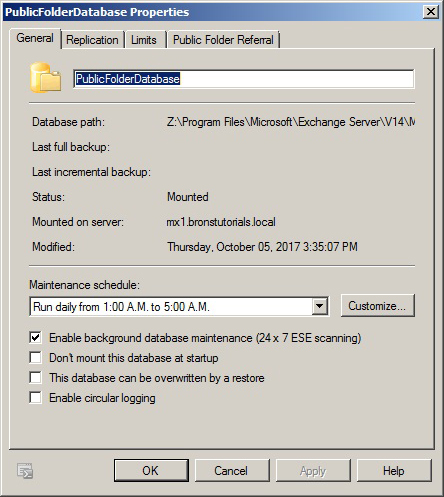 PublicFolderDatabase Properties
General Replication Limits Public Folder Referral
PublicFolderDatabase
Database path: Z:\Program Files\Microsoft\Exchange Server\V14\M
Last full backup:
Last incremental backup:
Status: Mounted
Mounted on server: mx1.bronstutorials.local
Modified: Thursday, October 05, 2017 3:35:07 PM
Maintenance schedule:
Run daily from 1:00 A.M. to 5:00 A.M. Customize...
Enable background database maintenance (24 x 7 ESE scanning)
Don't mount this database at startup
This database can be overwritten by a restore
Enable circular logging
OK Cancel Apply Help